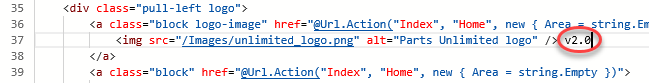 35 <div class="pull-left logo">
36 <a class="block logo-image" href="@Url.Action("Index", "Home", new { Area = string.Empt
37 <img src="/Images/unlimited_logo.png" alt="Parts Unlimited logo" /> v2.0
38 </a>
39 <a class="block" href="@Url.Action("Index", "Home", new { Area = string.Empty })">